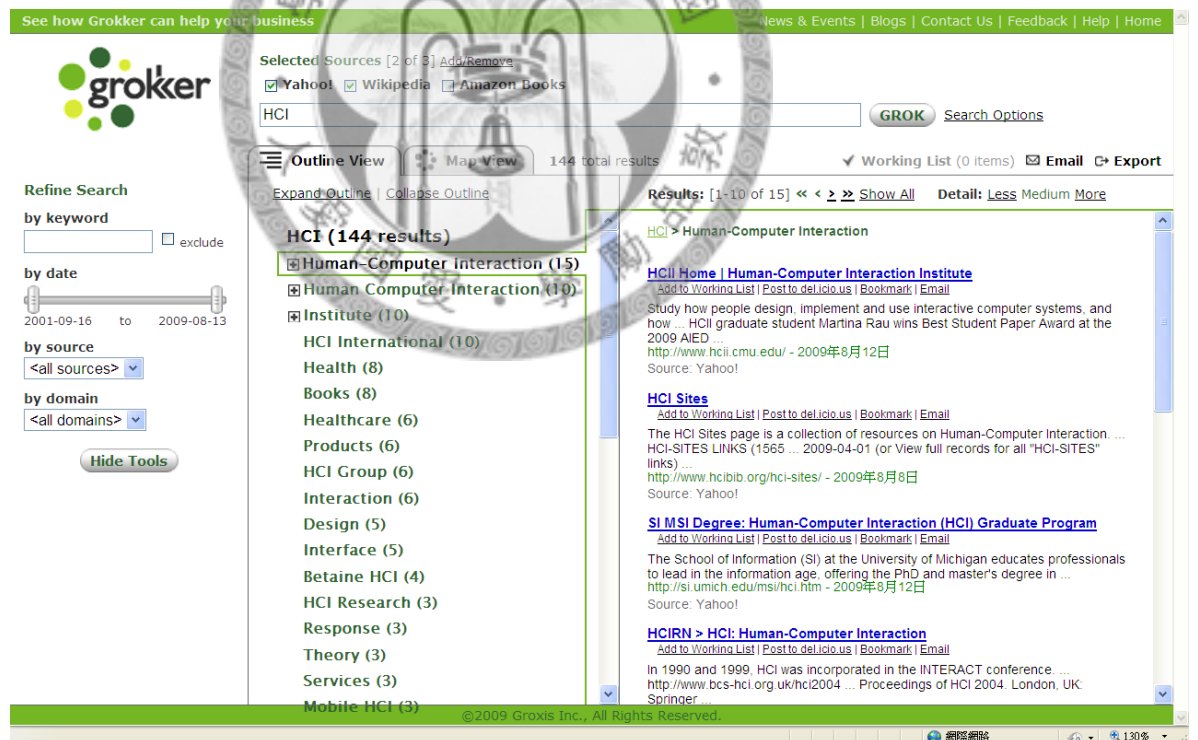 See how Grokker can help your business
News & Events | Blogs | Contact Us | Feedback | Help | Home
grokker
Selected Sources [2 of 3] Add/Remove
Yahoo! Wikipedia Amazon Books
HCI GROK Search Options
Outline View Map View 144 total results Working List (0 items) Email Export
Refine Search
by keyword
exclude
by date
2001-09-16 to 2009-08-13
by source
<all sources>
by domain
<all domains>
Hide Tools
Expand Outline | Collapse Outline
HCI (144 results)
Human-Computer Interaction (15)
Human Computer Interaction (10)
Institute (10)
HCI International (10)
Health (8)
Books (8)
Healthcare (6)
Products (6)
HCI Group (6)
Interaction (6)
Design (5)
Interface (5)
Betaine HCI (4)
HCI Research (3)
Response (3)
Theory (3)
Services (3)
Mobile HCI (3)
Results: [1-10 of 15] << < > >> Show All Detail: Less Medium More
HCI > Human-Computer Interaction
HCII Home | Human-Computer Interaction Institute
Add to Working List | Post to del.icio.us | Bookmark | Email
Study how people design, implement and use interactive computer systems, and
how ... HCII graduate student Martina Rau wins Best Student Paper Award at the
2009 AIED ...
http://www.hcii.cmu.edu/ - 2009年8月12日
Source: Yahoo!
HCI Sites
Add to Working List | Post to del.icio.us | Bookmark | Email
The HCI Sites page is a collection of resources on Human-Computer Interaction. ...
HCI-SITES LINKS (1565 ... 2009-04-01 (or View full records for all "HCI-SITES"
links) ...
http://www.hcibib.org/hci-sites/ - 2009年8月8日
Source: Yahoo!
SI MSI Degree: Human-Computer Interaction (HCI) Graduate Program
Add to Working List | Post to del.icio.us | Bookmark | Email
The School of Information (SI) at the University of Michigan educates professionals
to lead in the information age, offering the PhD and master's degree in ...
http://si.umich.edu/msi/hci.htm - 2009年8月12日
Source: Yahoo!
HCIRN > HCI: Human-Computer Interaction
Add to Working List | Post to del.icio.us | Bookmark | Email
In 1990 and 1999, HCI was incorporated in the INTERACT conference. ...
http://www.bcs-hci.org.uk/hci2004 ... Proceedings of HCI 2004. London, UK:
Springer ...
©2009 Groxis Inc., All Rights Reserved.
網際網路 130%